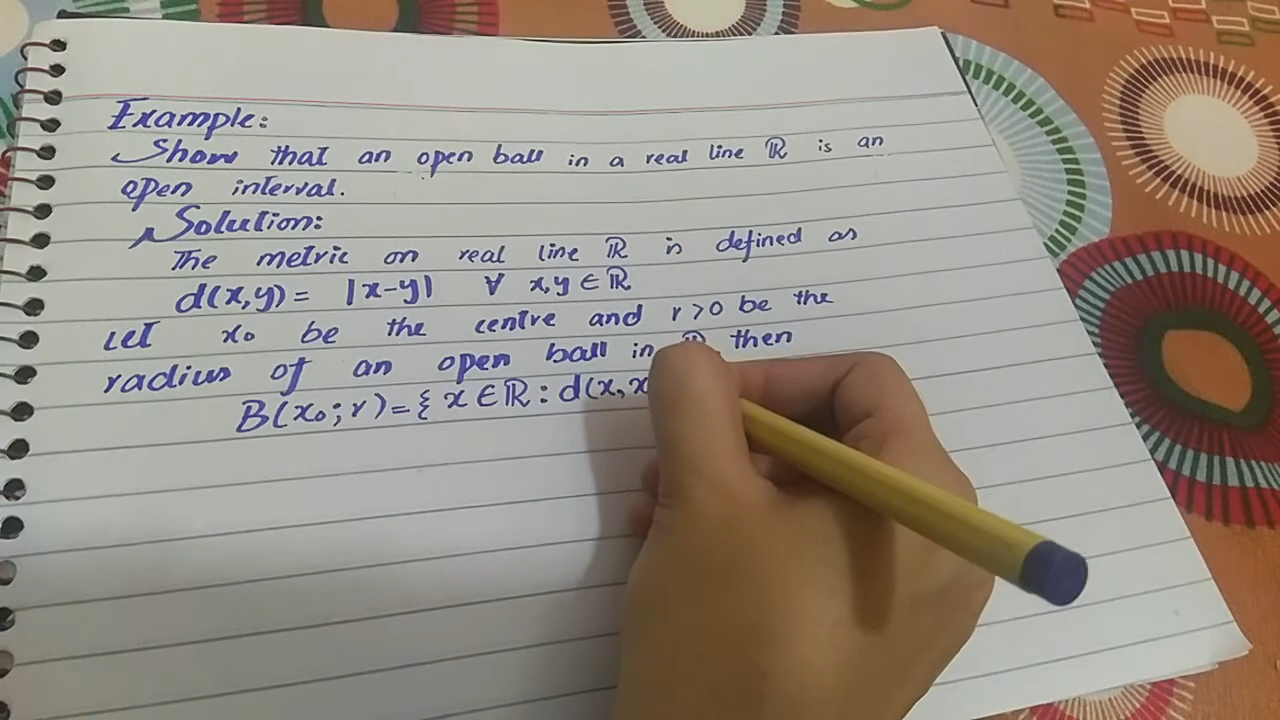 Example:
Show that an open ball in a real line ℝ is an
open interval.
Solution:
The metric on real line ℝ is defined as
d(x,y) = |x-y| ∀ x,y ∈ ℝ
Let x₀ be the centre and r>0 be the
radius of an open ball in ℝ, then
B(x₀;r) = { x ∈ ℝ : d(x,x